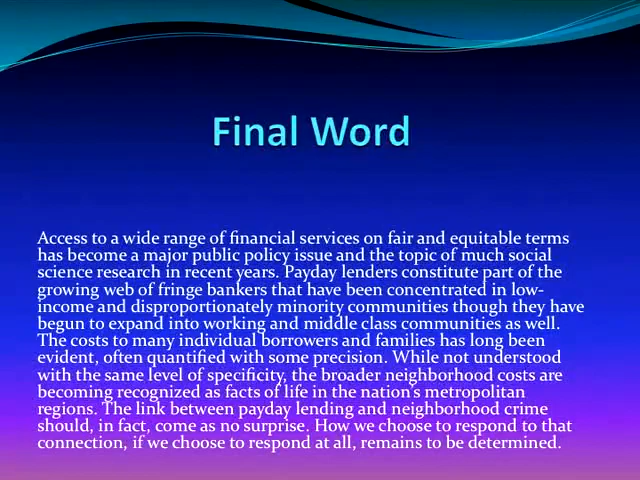 Final Word
Access to a wide range of financial services on fair and equitable terms
has become a major public policy issue and the topic of much social
science research in recent years. Payday lenders constitute part of the
growing web of fringe bankers that have been concentrated in low-
income and disproportionately minority communities though they have
begun to expand into working and middle class communities as well.
The costs to many individual borrowers and families has long been
evident, often quantified with some precision. While not understood
with the same level of specificity, the broader neighborhood costs are
becoming recognized as facts of life in the nation's metropolitan
regions. The link between payday lending and neighborhood crime
should, in fact, come as no surprise. How we choose to respond to that
connection, if we choose to respond at all, remains to be determined.